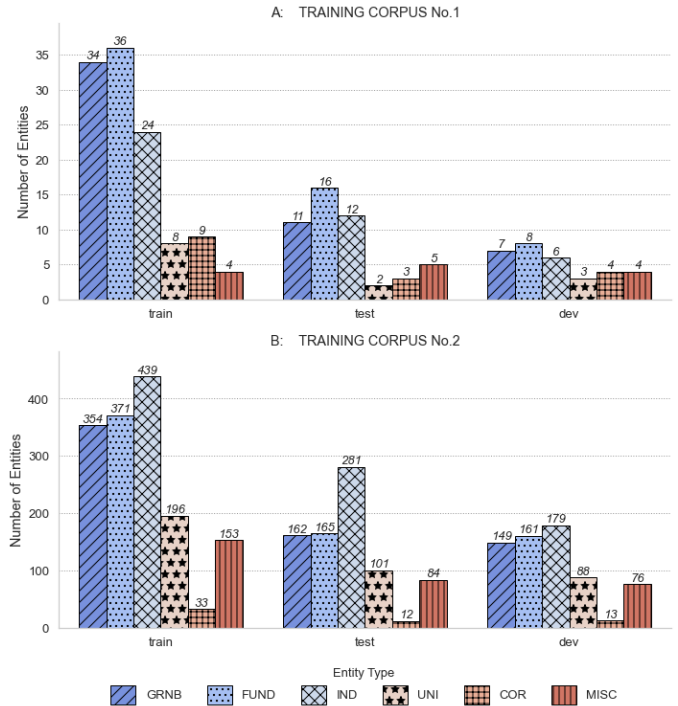 A: TRAINING CORPUS No.1
Number of Entities
35
30
25
20
15
10
5
0
34 36 24 8 9 4
11 16 12 2 3 5
7 8 6 3 4 4
train test dev
B: TRAINING CORPUS No.2
Number of Entities
400
300
200
100
0
354 371 439 196 33 153
162 165 281 101 12 84
149 161 179 88 13 76
train test dev
Entity Type
GRNB FUND IND UNI COR MISC